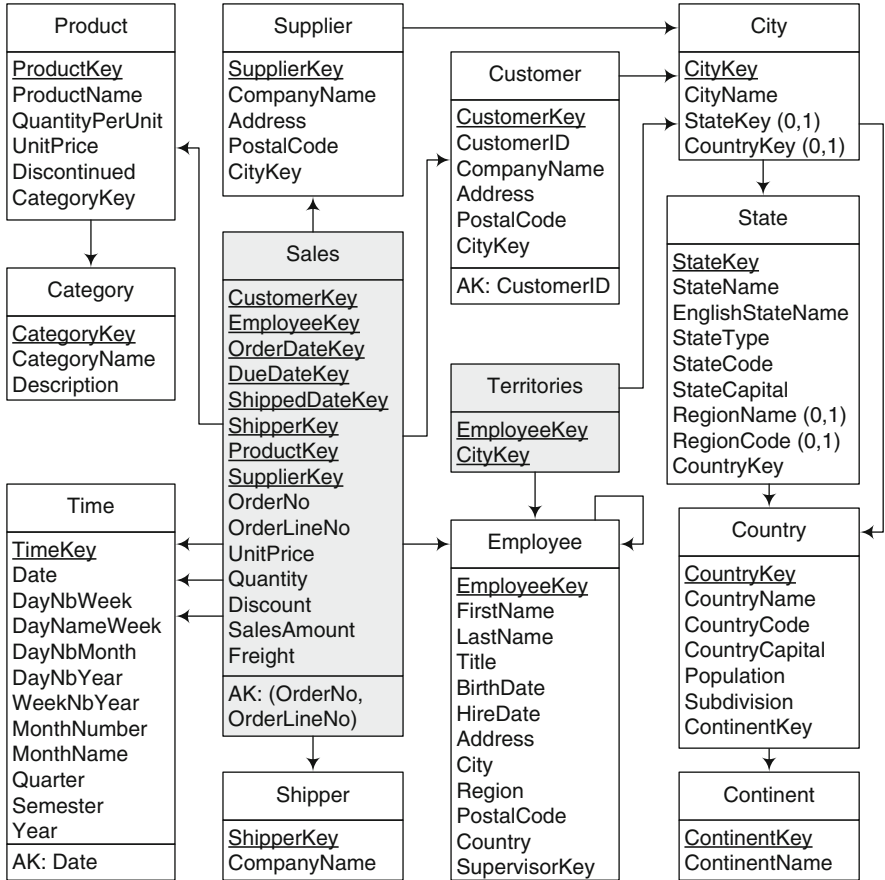 Product
ProductKey
ProductName
QuantityPerUnit
UnitPrice
Discontinued
CategoryKey
Category
CategoryKey
CategoryName
Description
Time
TimeKey
Date
DayNbWeek
DayNameWeek
DayNbMonth
DayNbYear
WeekNbYear
MonthNumber
MonthName
Quarter
Semester
Year
AK: Date
Supplier
SupplierKey
CompanyName
Address
PostalCode
CityKey
Sales
CustomerKey
EmployeeKey
OrderDateKey
DueDateKey
ShippedDateKey
ShipperKey
ProductKey
SupplierKey
OrderNo
OrderLineNo
UnitPrice
Quantity
Discount
SalesAmount
Freight
AK: (OrderNo,
OrderLineNo)
Shipper
ShipperKey
CompanyName
Customer
CustomerKey
CustomerID
CompanyName
Address
PostalCode
CityKey
AK: CustomerID
Territories
EmployeeKey
CityKey
Employee
EmployeeKey
FirstName
LastName
Title
BirthDate
HireDate
Address
City
Region
PostalCode
Country
SupervisorKey
City
CityKey
CityName
StateKey (0,1)
CountryKey (0,1)
State
StateKey
StateName
EnglishStateName
StateType
StateCode
StateCapital
RegionName (0,1)
RegionCode (0,1)
CountryKey
Country
CountryKey
CountryName
CountryCode
CountryCapital
Population
Subdivision
ContinentKey
Continent
ContinentKey
ContinentName